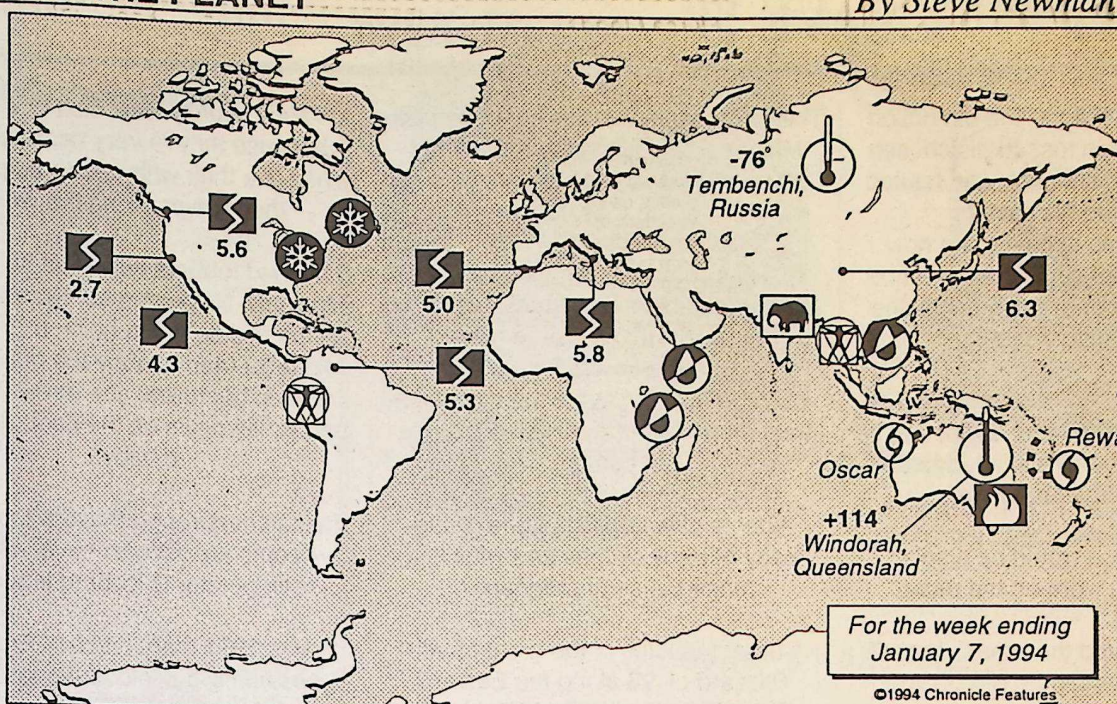 PLANET
By Steve Newman
-76°
Tembenchi,
Russia
5.6
2.7
5.0
6.3
4.3
5.8
5.3
Oscar
+114°
Windorah,
Queensland
For the week ending
January 7, 1994
©1994 Chronicle Features